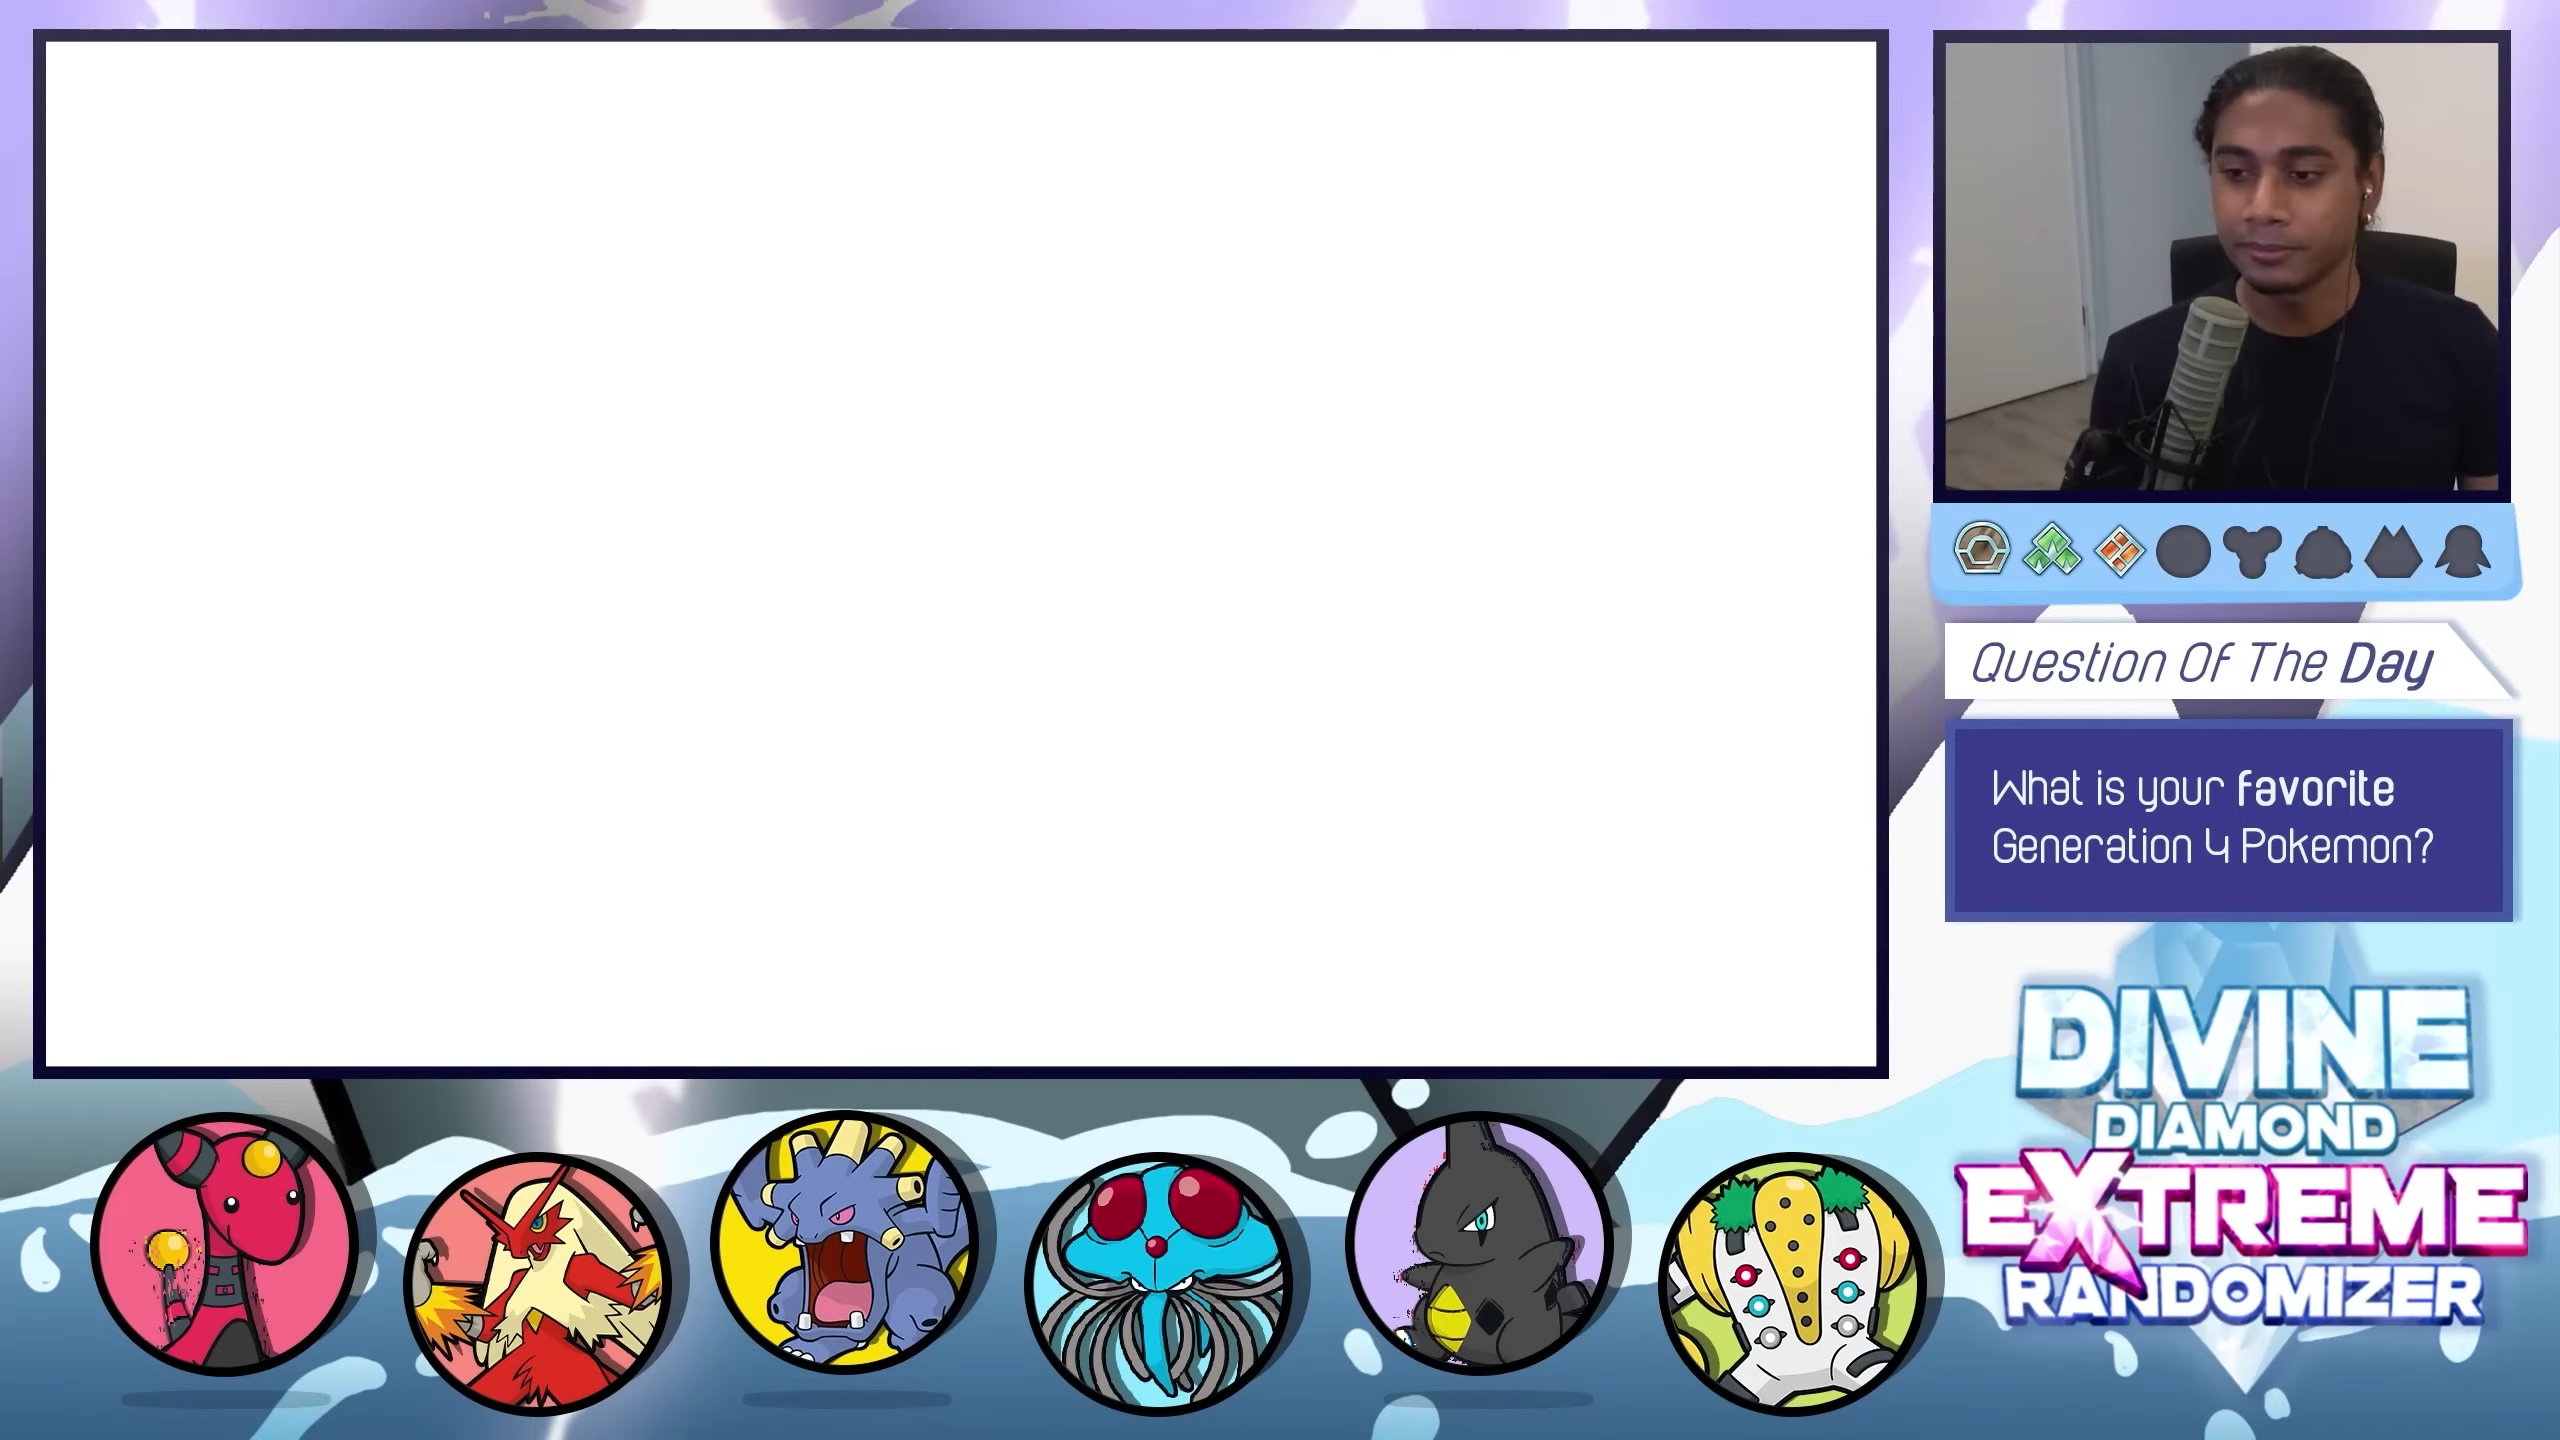 Question Of The Day
What is your favorite
Generation 4 Pokemon?
DIVINE
DIAMOND
EXTREME
RANDOMIZER